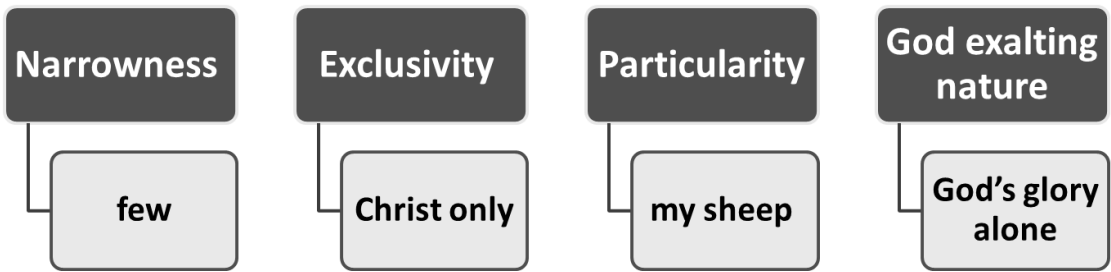 Narrowness
few
Exclusivity
Christ only
Particularity
my sheep
God exalting
nature
God’s glory
alone